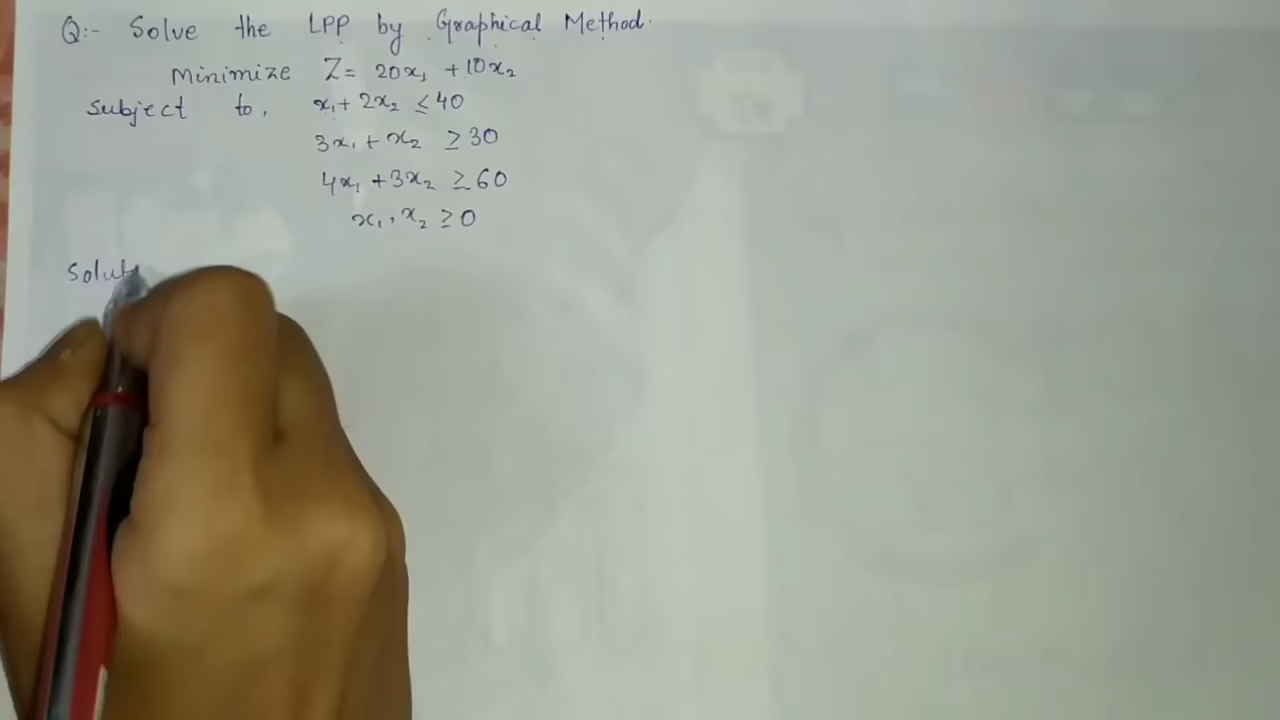 Q:- Solve the LPP by Graphical Method.
Minimize Z= 20x₁ +10x₂
Subject to, x₁+ 2x₂ ≤ 40
3x₁ + x₂ ≥ 30
4x₁ +3x₂ ≥ 60
x₁, x₂ ≥ 0
Solut